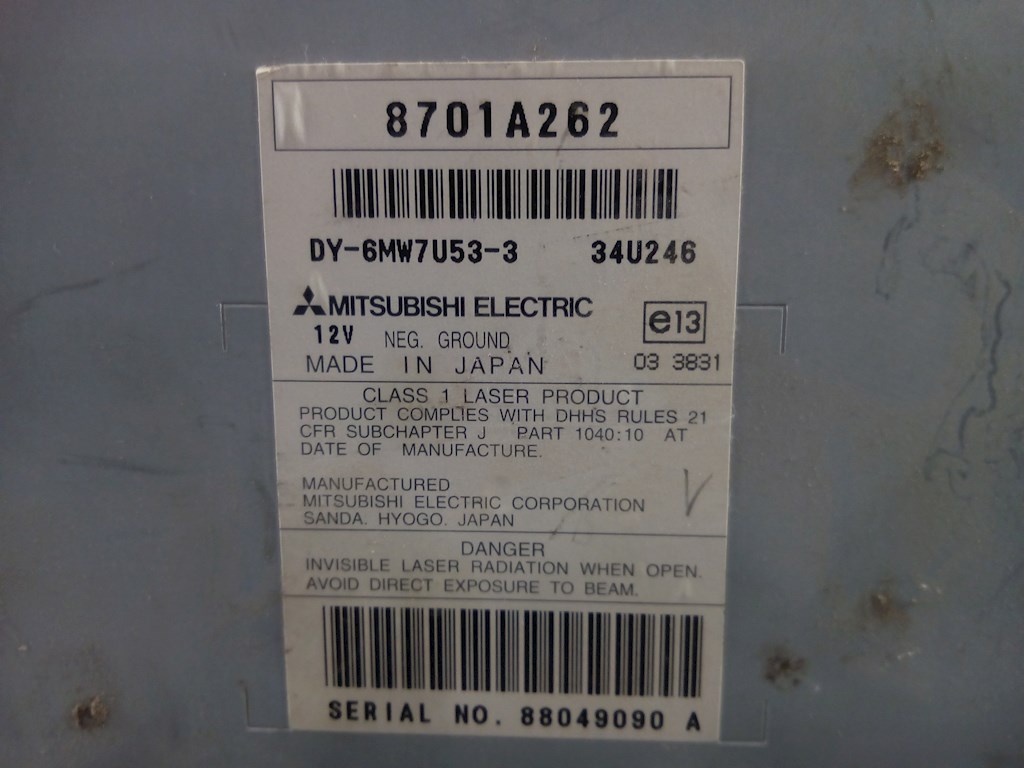 8701A262
DY-6MW7U53-3 34U246
MITSUBISHI ELECTRIC
e13
12V NEG. GROUND
MADE IN JAPAN 03 3831
CLASS 1 LASER PRODUCT
PRODUCT COMPLIES WITH DHHS RULES 21
CFR SUBCHAPTER J PART 1040:10 AT
DATE OF MANUFACTURE.
MANUFACTURED
MITSUBISHI ELECTRIC CORPORATION
SANDA. HYOGO. JAPAN
V
DANGER
INVISIBLE LASER RADIATION WHEN OPEN.
AVOID DIRECT EXPOSURE TO BEAM.
SERIAL NO. 88049090 A